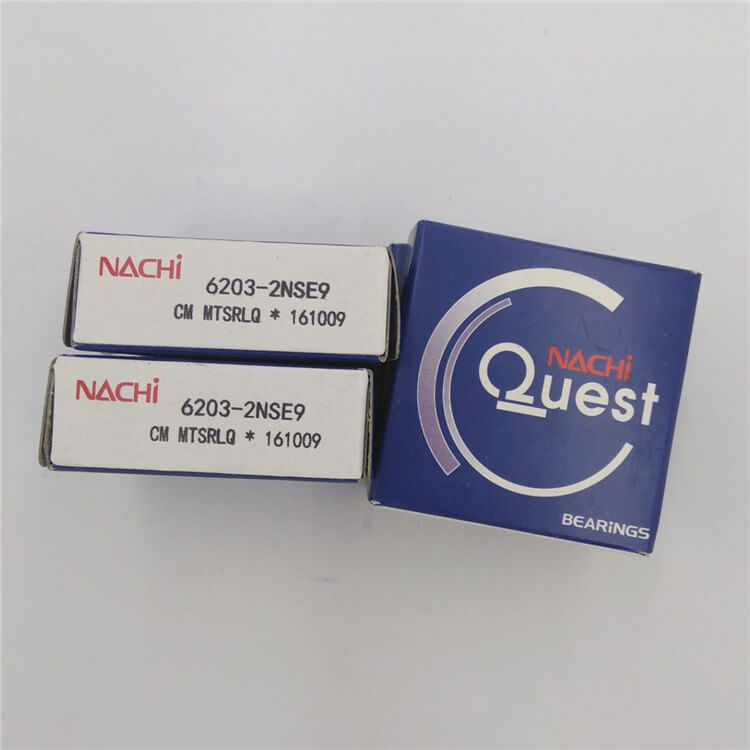 NACHi
6203-2NSE9
CM MTSRLQ * 161009
NACHi
6203-2NSE9
CM MTSRLQ * 161009
NACHi
Quest
BEARiNGS